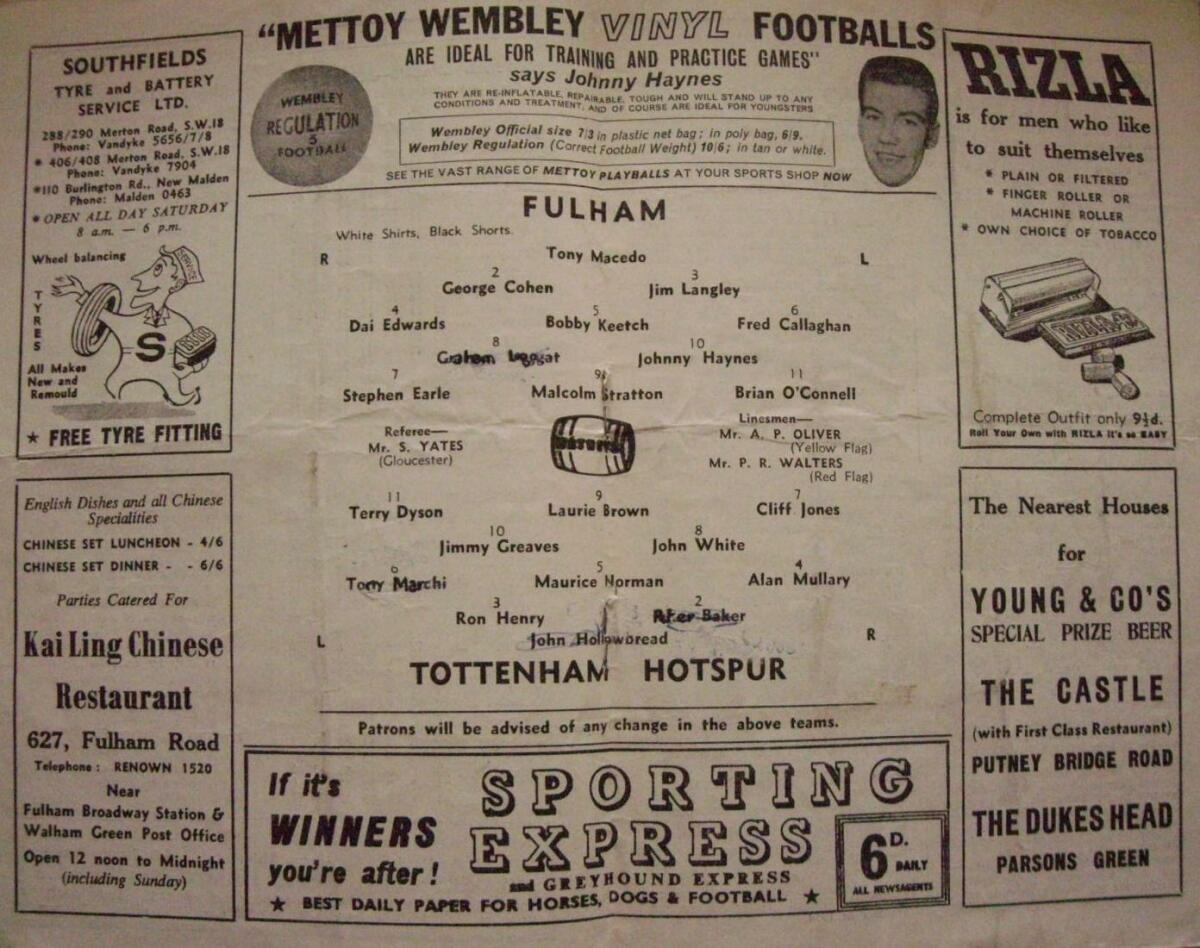 "METTOY WEMBLEY VINYL FOOTBALLS
ARE IDEAL FOR TRAINING AND PRACTICE GAMES"
says Johnny Haynes
THEY ARE RE-INFLATABLE, REPAIRABLE, TOUGH AND WILL STAND UP TO ANY
CONDITIONS AND TREATMENT, AND OF COURSE ARE IDEAL FOR YOUNGSTERS
WEMBLEY
REGULATION
5
FOOTBALL
Wembley Official size 7/3 in plastic net bag; in poly bag, 6/9.
Wembley Regulation (Correct Football Weight) 10/6; in tan or white.
SEE THE VAST RANGE OF METTOY PLAYBALLS AT YOUR SPORTS SHOP NOW
SOUTHFIELDS
TYRE and BATTERY
SERVICE LTD.
288/290 Merton Road, S.W.18
Phone: Vandyke 5656/7/8
* 406/408 Merton Road, S.W.18
Phone: Vandyke 7904
*110 Burlington Rd., New Malden
Phone: Malden 0463
* OPEN ALL DAY SATURDAY
8 a.m. — 6 p.m.
Wheel balancing
SERVICE
TYRES
S
All Makes
New and
Remould
★ FREE TYRE FITTING
English Dishes and all Chinese
Specialities
CHINESE SET LUNCHEON - 4/6
CHINESE SET DINNER - - 6/6
Parties Catered For
Kai Ling Chinese
Restaurant
627, Fulham Road
Telephone: RENOWN 1520
Near
Fulham Broadway Station &
Walham Green Post Office
Open 12 noon to Midnight
(including Sunday)
FULHAM
White Shirts, Black Shorts.
R
Tony Macedo
L
2 3
George Cohen Jim Langley
4 5 6
Dai Edwards Bobby Keetch Fred Callaghan
8 10
Graham Leggat Johnny Haynes
7 9 11
Stephen Earle Malcolm Stratton Brian O'Connell
Referee—
Mr. S. YATES
(Gloucester)
Linesmen—
Mr. A. P. OLIVER
(Yellow Flag)
Mr. P. R. WALTERS
(Red Flag)
11 9 7
Terry Dyson Laurie Brown Cliff Jones
10 8
Jimmy Greaves John White
6 5 4
Tony Marchi Maurice Norman Alan Mullary
3 2
Ron Henry Peter Baker
L
John Hollowbread
R
TOTTENHAM HOTSPUR
Patrons will be advised of any change in the above teams.
If it's
WINNERS
you're after!
SPORTING
EXPRESS
and GREYHOUND EXPRESS
★ BEST DAILY PAPER FOR HORSES, DOGS & FOOTBALL ★
6D.
DAILY
ALL NEWSAGENTS
RIZLA
is for men who like
to suit themselves
* PLAIN OR FILTERED
* FINGER ROLLER OR
MACHINE ROLLER
* OWN CHOICE OF TOBACCO
RIZLA
Complete Outfit only 9½d.
Roll Your Own with RIZLA it's so EASY
The Nearest Houses
for
YOUNG & CO'S
SPECIAL PRIZE BEER
THE CASTLE
(with First Class Restaurant)
PUTNEY BRIDGE ROAD
THE DUKES HEAD
PARSONS GREEN